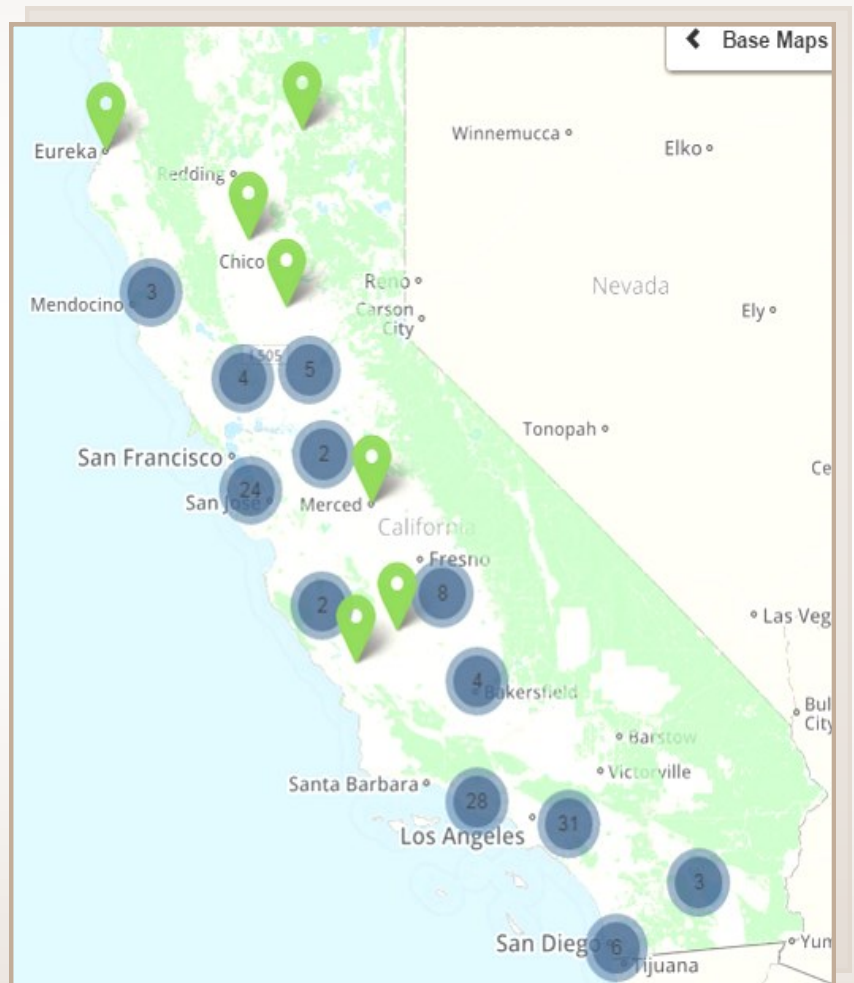 Base Maps
Winnemucca
Elko
Eureka
Redding
Chico
Reno
Carson
City
Nevada
Ely
Mendocino
3
505
4
5
Tonopah
San Francisco
2
24
San Jose
Merced
Ce
California
Fresno
2
8
Las Veg
4
Bakersfield
Bul
City
Barstow
Victorville
Santa Barbara
28
Los Angeles
31
3
San Diego
6
Yum
Tijuana